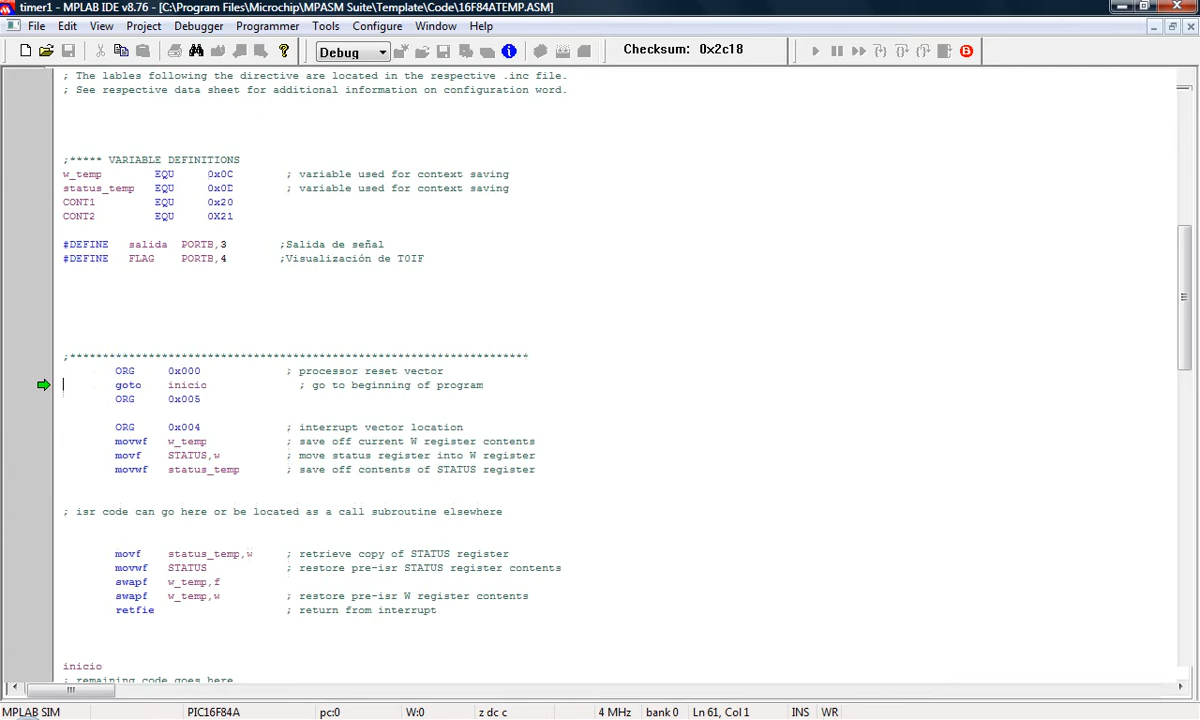 timer1 - MPLAB IDE v8.76 - [C:\Program Files\Microchip\MPASM Suite\Template\Code\16F84ATEMP.ASM]
File Edit View Project Debugger Programmer Tools Configure Window Help
Debug Checksum: 0x2c18
; The lables following the directive are located in the respective .inc file.
; See respective data sheet for additional information on configuration word.
;***** VARIABLE DEFINITIONS
w_temp EQU 0x0C ; variable used for context saving
status_temp EQU 0x0D ; variable used for context saving
CONT1 EQU 0x20
CONT2 EQU 0X21
#DEFINE salida PORTB,3 ;Salida de señal
#DEFINE FLAG PORTB,4 ;Visualización de T0IF
;**********************************************************************
ORG 0x000 ; processor reset vector
goto inicio ; go to beginning of program
ORG 0x005
ORG 0x004 ; interrupt vector location
movwf w_temp ; save off current W register contents
movf STATUS,w ; move status register into W register
movwf status_temp ; save off contents of STATUS register
; isr code can go here or be located as a call subroutine elsewhere
movf status_temp,w ; retrieve copy of STATUS register
movwf STATUS ; restore pre-isr STATUS register contents
swapf w_temp,f
swapf w_temp,w ; restore pre-isr W register contents
retfie ; return from interrupt
inicio
; remaining code goes here
MPLAB SIM PIC16F84A pc:0 W:0 z dc c 4 MHz bank 0 Ln 61, Col 1 INS WR